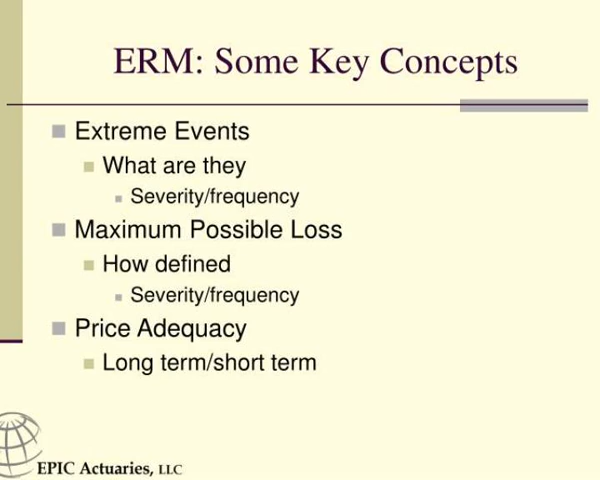 ERM: Some Key Concepts
Extreme Events
What are they
Severity/frequency
Maximum Possible Loss
How defined
Severity/frequency
Price Adequacy
Long term/short term
EPIC Actuaries, LLC